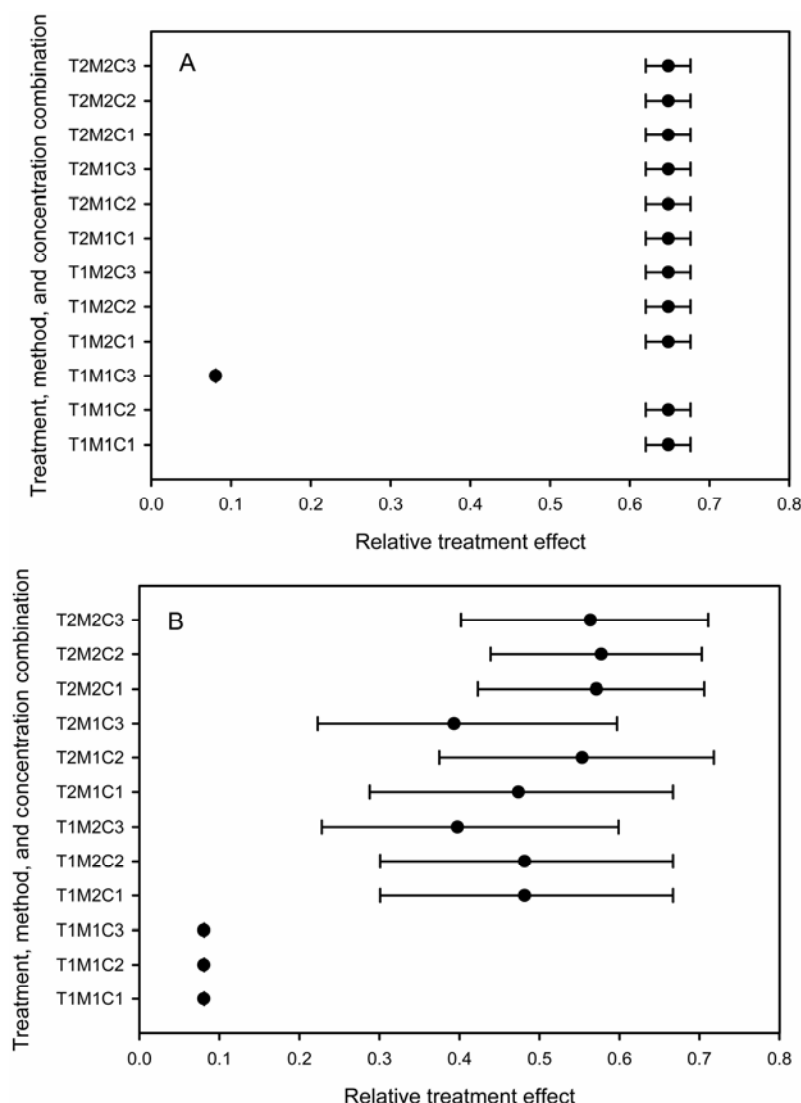 A
Treatment, method, and concentration combination
T2M2C3
T2M2C2
T2M2C1
T2M1C3
T2M1C2
T2M1C1
T1M2C3
T1M2C2
T1M2C1
T1M1C3
T1M1C2
T1M1C1
0.0 0.1 0.2 0.3 0.4 0.5 0.6 0.7 0.8
Relative treatment effect
B
Treatment, method, and concentration combination
T2M2C3
T2M2C2
T2M2C1
T2M1C3
T2M1C2
T2M1C1
T1M2C3
T1M2C2
T1M2C1
T1M1C3
T1M1C2
T1M1C1
0.0 0.1 0.2 0.3 0.4 0.5 0.6 0.7 0.8
Relative treatment effect